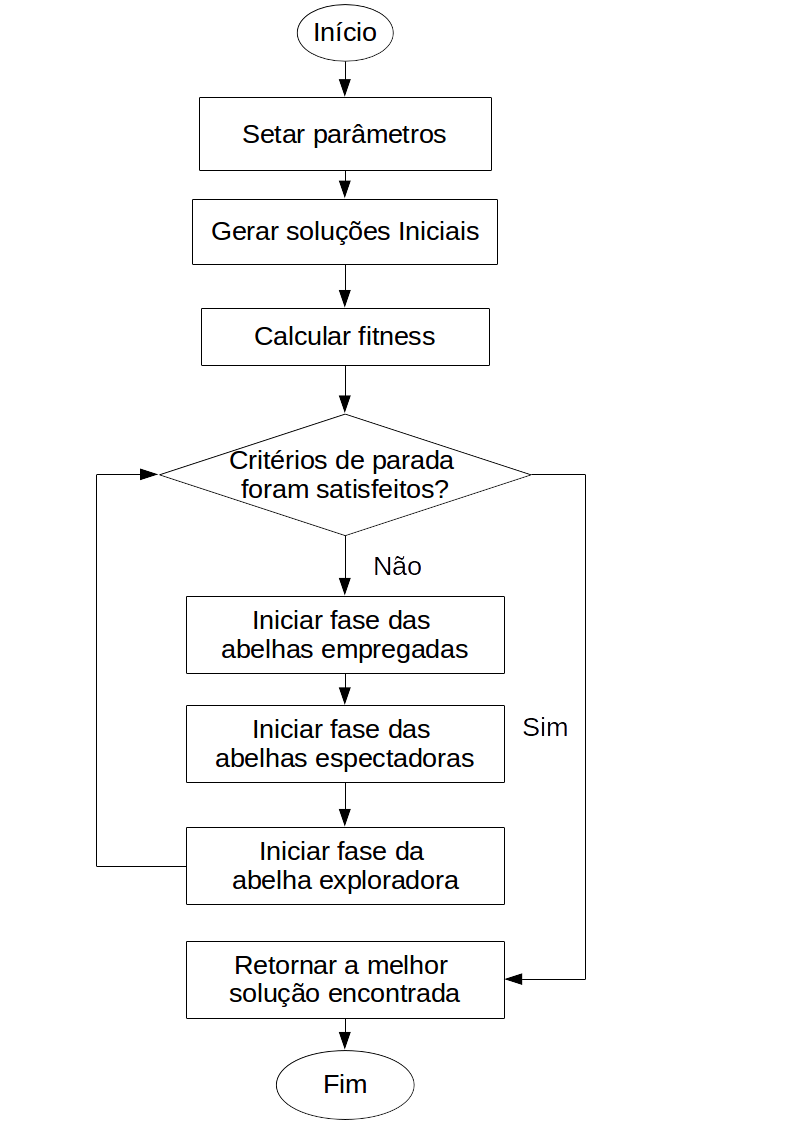 Início
Setar parâmetros
Gerar soluções Iniciais
Calcular fitness
Critérios de parada
foram satisfeitos?
Não
Iniciar fase das
abelhas empregadas
Iniciar fase das
abelhas espectadoras
Sim
Iniciar fase da
abelha exploradora
Retornar a melhor
solução encontrada
Fim